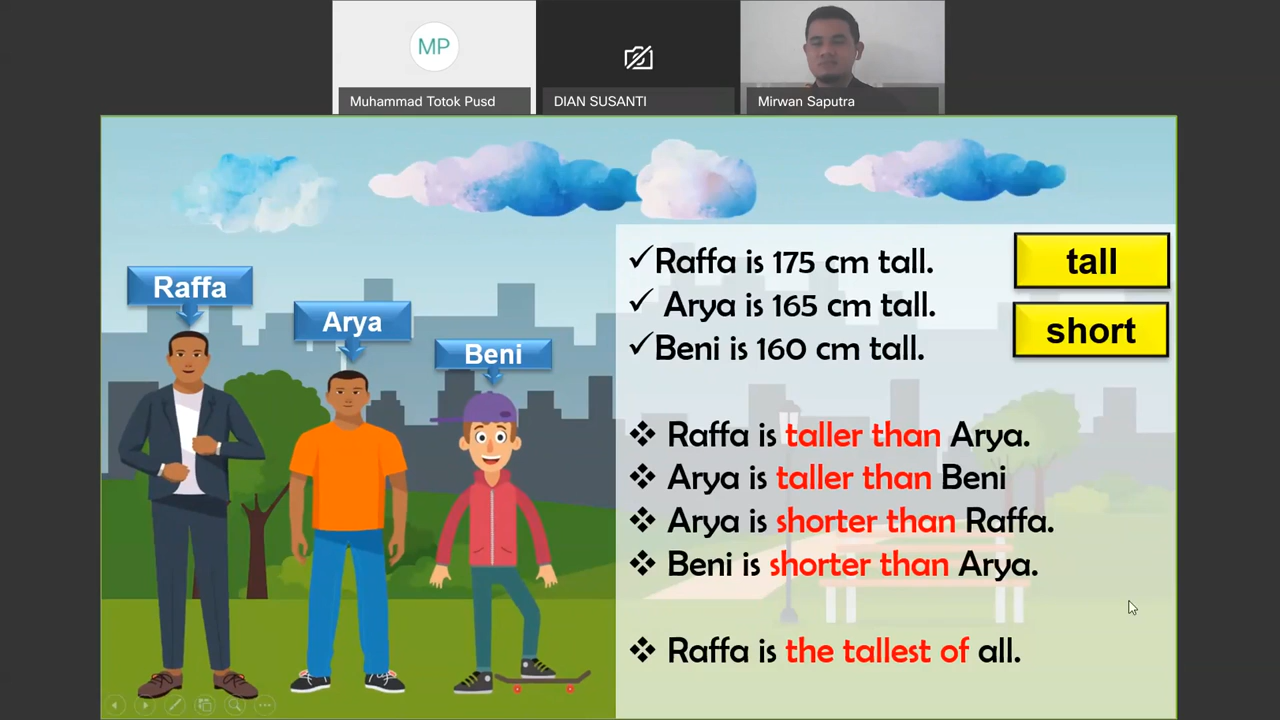 MP
Muhammad Totok Pusd
DIAN SUSANTI
Mirwan Saputra
Raffa
Arya
Beni
✓Raffa is 175 cm tall.
✓ Arya is 165 cm tall.
✓Beni is 160 cm tall.
tall
short
❖ Raffa is taller than Arya.
❖ Arya is taller than Beni
❖ Arya is shorter than Raffa.
❖ Beni is shorter than Arya.
❖ Raffa is the tallest of all.